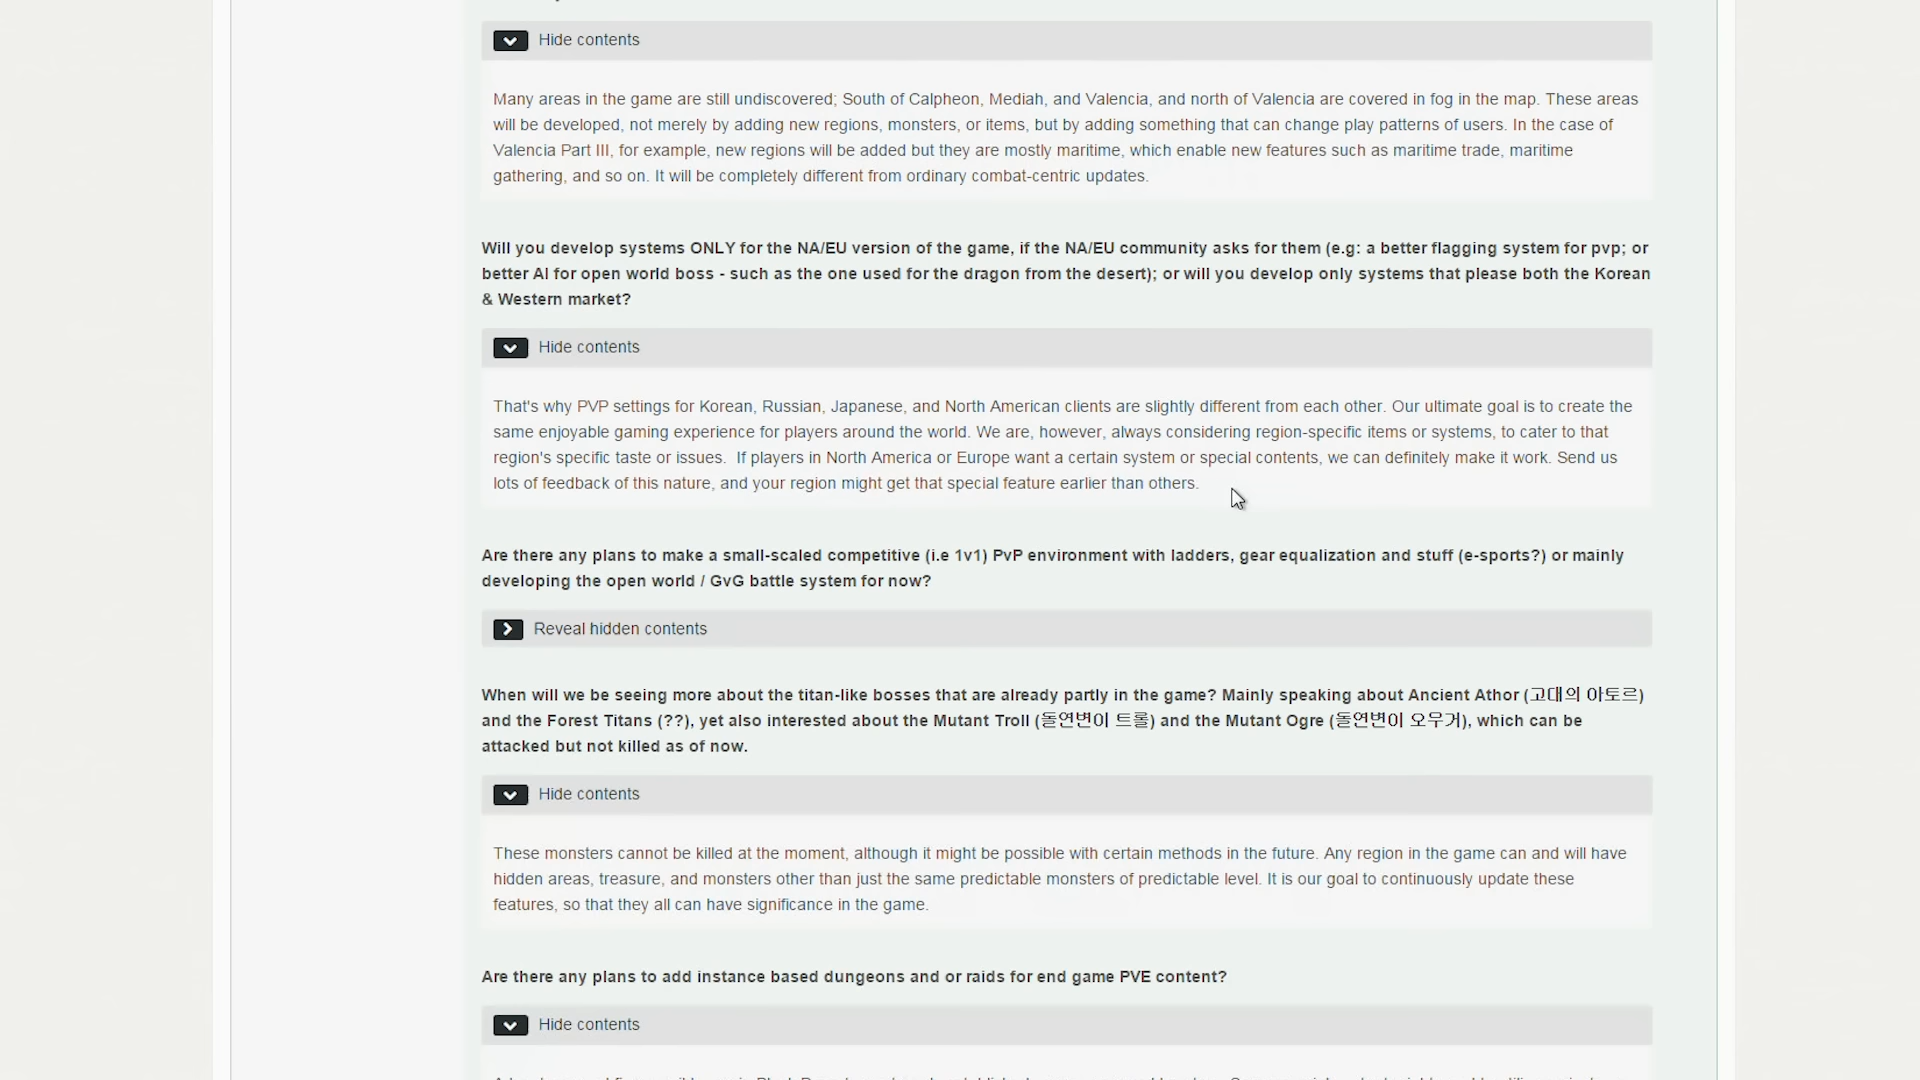 Hide contents
Many areas in the game are still undiscovered; South of Calpheon, Mediah, and Valencia, and north of Valencia are covered in fog in the map. These areas
will be developed, not merely by adding new regions, monsters, or items, but by adding something that can change play patterns of users. In the case of
Valencia Part III, for example, new regions will be added but they are mostly maritime, which enable new features such as maritime trade, maritime
gathering, and so on. It will be completely different from ordinary combat-centric updates.
Will you develop systems ONLY for the NA/EU version of the game, if the NA/EU community asks for them (e.g: a better flagging system for pvp; or
better AI for open world boss - such as the one used for the dragon from the desert); or will you develop only systems that please both the Korean
& Western market?
Hide contents
That's why PVP settings for Korean, Russian, Japanese, and North American clients are slightly different from each other. Our ultimate goal is to create the
same enjoyable gaming experience for players around the world. We are, however, always considering region-specific items or systems, to cater to that
region's specific taste or issues.  If players in North America or Europe want a certain system or special contents, we can definitely make it work. Send us
lots of feedback of this nature, and your region might get that special feature earlier than others.
Are there any plans to make a small-scaled competitive (i.e 1v1) PvP environment with ladders, gear equalization and stuff (e-sports?) or mainly
developing the open world / GvG battle system for now?
Reveal hidden contents
When will we be seeing more about the titan-like bosses that are already partly in the game? Mainly speaking about Ancient Athor (고대의 아토르)
and the Forest Titans (??), yet also interested about the Mutant Troll (돌연변이 트롤) and the Mutant Ogre (돌연변이 오우거), which can be
attacked but not killed as of now.
Hide contents
These monsters cannot be killed at the moment, although it might be possible with certain methods in the future. Any region in the game can and will have
hidden areas, treasure, and monsters other than just the same predictable monsters of predictable level. It is our goal to continuously update these
features, so that they all can have significance in the game.
Are there any plans to add instance based dungeons and or raids for end game PVE content?
Hide contents